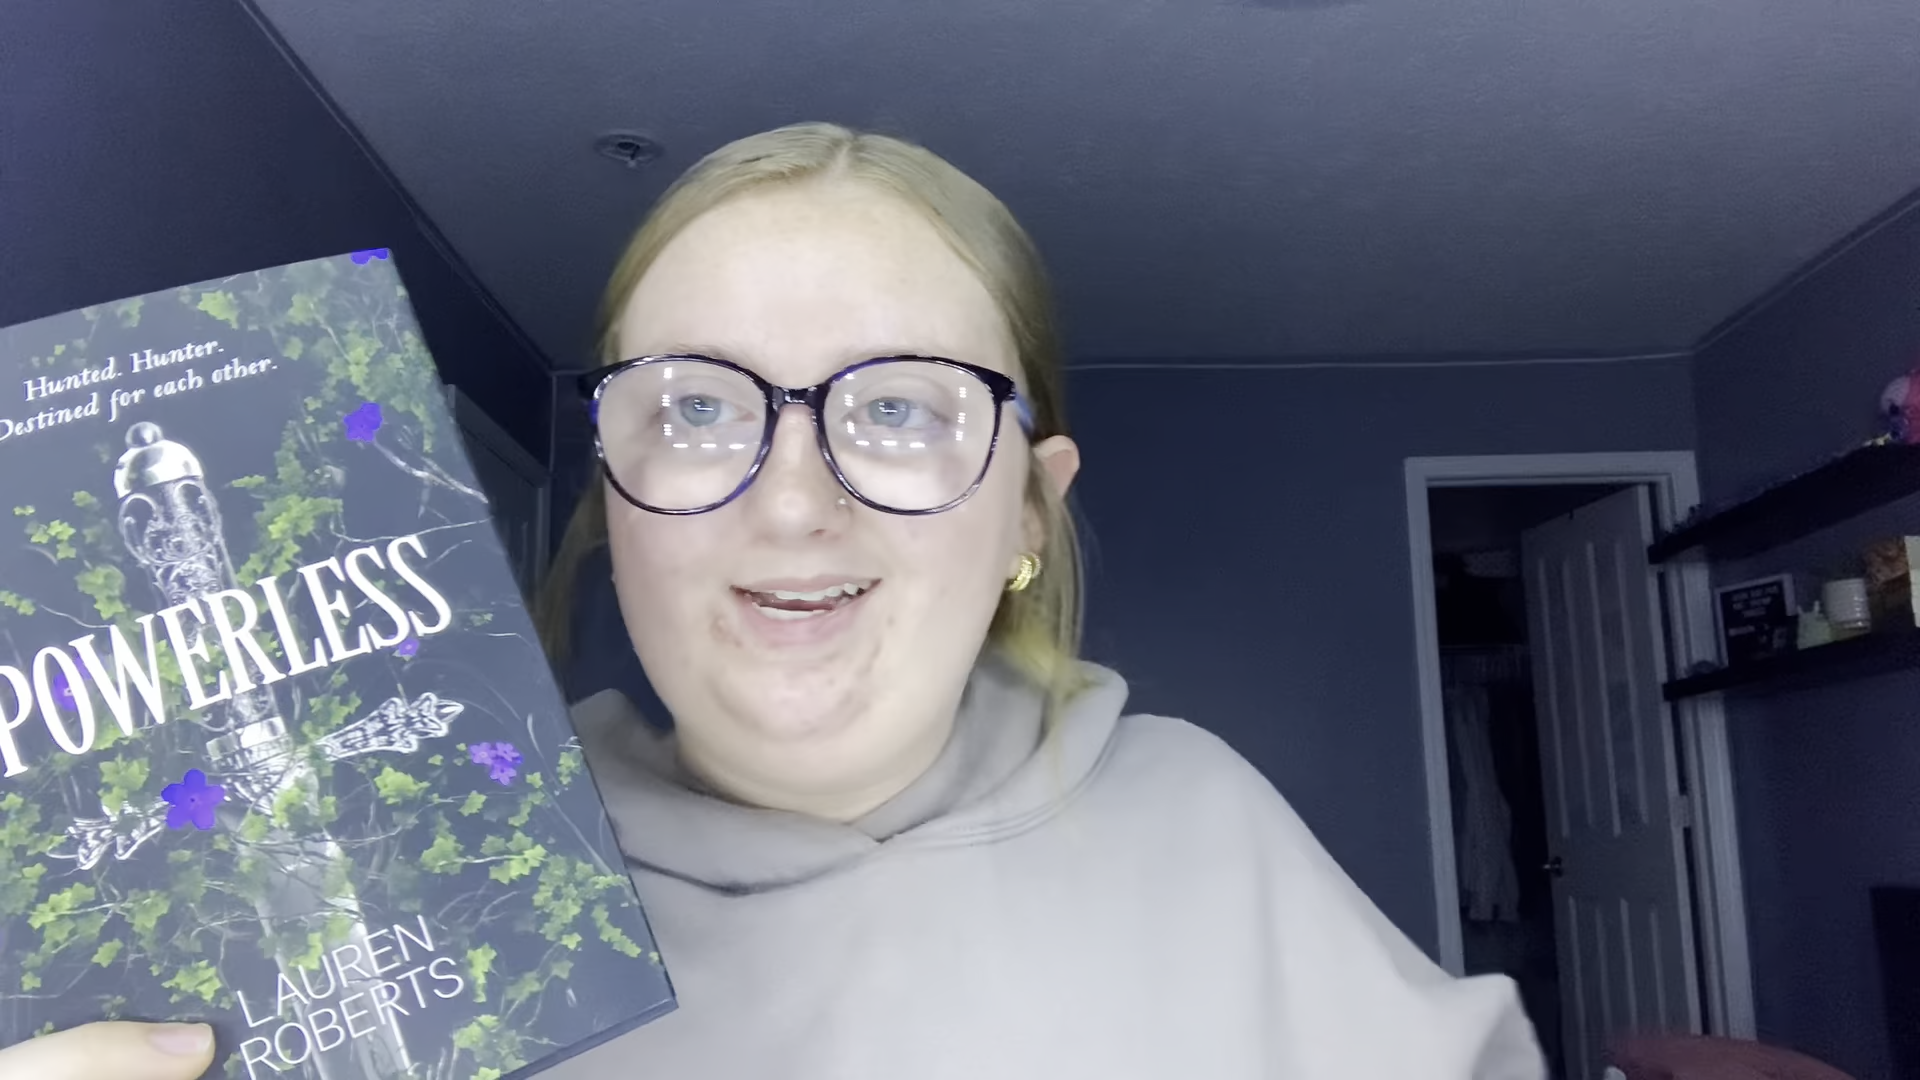 Hunted. Hunter.
Destined for each other.
POWERLESS
LAUREN
ROBERTS